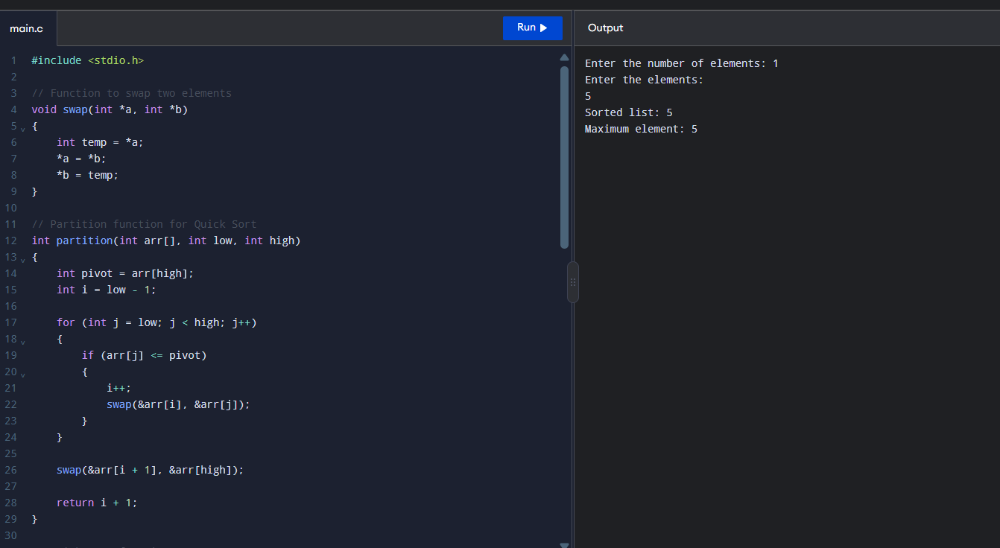 main.c
Run
Output
1 #include <stdio.h>
2
3 // Function to swap two elements
4 void swap(int *a, int *b)
5 {
6     int temp = *a;
7     *a = *b;
8     *b = temp;
9 }
10
11 // Partition function for Quick Sort
12 int partition(int arr[], int low, int high)
13 {
14     int pivot = arr[high];
15     int i = low - 1;
16
17     for (int j = low; j < high; j++)
18     {
19         if (arr[j] <= pivot)
20         {
21             i++;
22             swap(&arr[i], &arr[j]);
23         }
24     }
25
26     swap(&arr[i + 1], &arr[high]);
27
28     return i + 1;
29 }
30
Enter the number of elements: 1
Enter the elements:
5
Sorted list: 5
Maximum element: 5